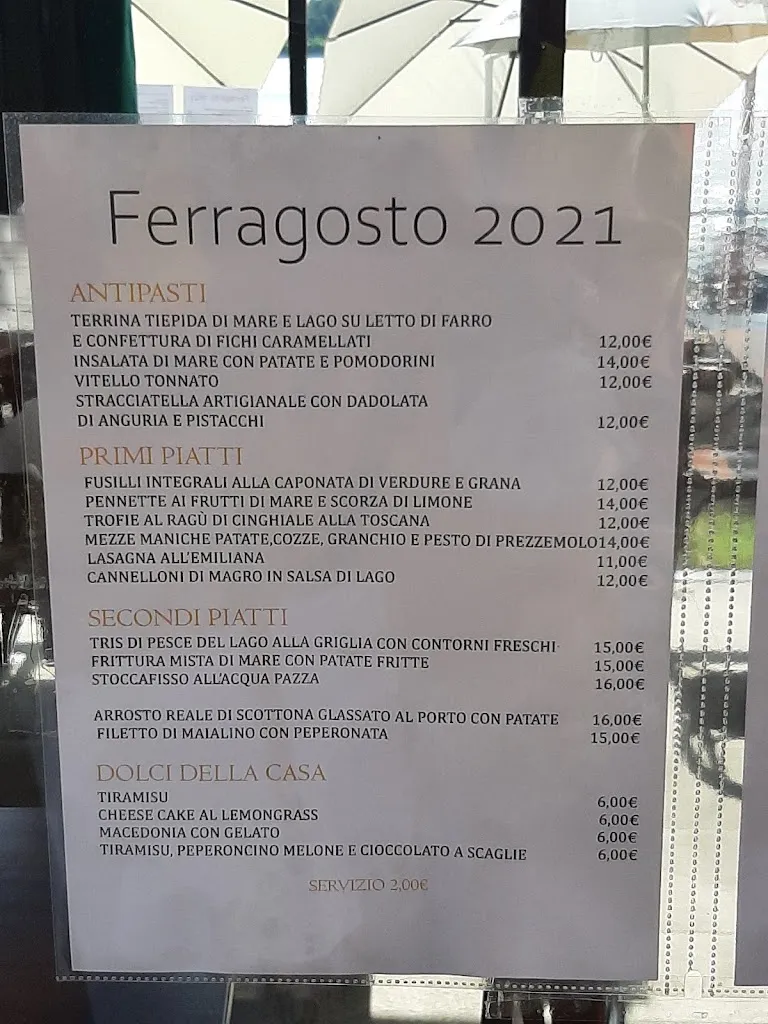 Ferragosto 2021
ANTIPASTI
TERRINA TIEPIDA DI MARE E LAGO SU LETTO DI FARRO
E CONFETTURA DI FICHI CARAMELLATI 12,00€
INSALATA DI MARE CON PATATE E POMODORINI 14,00€
VITELLO TONNATO 12,00€
STRACCIATELLA ARTIGIANALE CON DADOLATA
DI ANGURIA E PISTACCHI 12,00€
PRIMI PIATTI
FUSILLI INTEGRALI ALLA CAPONATA DI VERDURE E GRANA 12,00€
PENNETTE AI FRUTTI DI MARE E SCORZA DI LIMONE 14,00€
TROFIE AL RAGÙ DI CINGHIALE ALLA TOSCANA 12,00€
MEZZE MANICHE PATATE,COZZE, GRANCHIO E PESTO DI PREZZEMOLO14,00€
LASAGNA ALL'EMILIANA 11,00€
CANNELLONI DI MAGRO IN SALSA DI LAGO 12,00€
SECONDI PIATTI
TRIS DI PESCE DEL LAGO ALLA GRIGLIA CON CONTORNI FRESCHI 15,00€
FRITTURA MISTA DI MARE CON PATATE FRITTE 15,00€
STOCCAFISSO ALL'ACQUA PAZZA 16,00€
ARROSTO REALE DI SCOTTONA GLASSATO AL PORTO CON PATATE 16,00€
FILETTO DI MAIALINO CON PEPERONATA 15,00€
DOLCI DELLA CASA
TIRAMISU 6,00€
CHEESE CAKE AL LEMONGRASS 6,00€
MACEDONIA CON GELATO 6,00€
TIRAMISU, PEPERONCINO MELONE E CIOCCOLATO A SCAGLIE 6,00€
SERVIZIO 2,00€